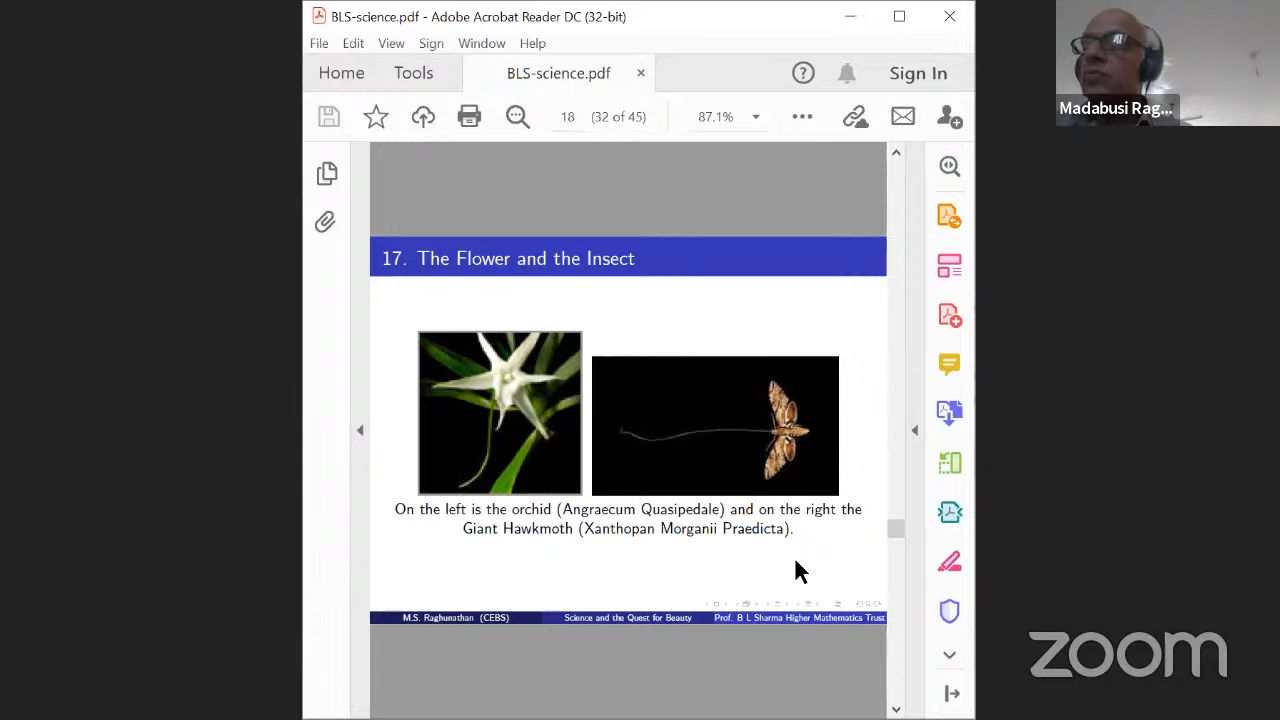 BLS-science.pdf - Adobe Acrobat Reader DC (32-bit)
File Edit View Sign Window Help
Home Tools BLS-science.pdf × Sign In
18 (32 of 45) 87.1%
Madabusi Rag...
17. The Flower and the Insect
On the left is the orchid (Angraecum Quasipedale) and on the right the
Giant Hawkmoth (Xanthopan Morganii Praedicta).
M.S. Raghunathan (CEBS) Science and the Quest for Beauty Prof. B L Sharma Higher Mathematics Trust
zoom